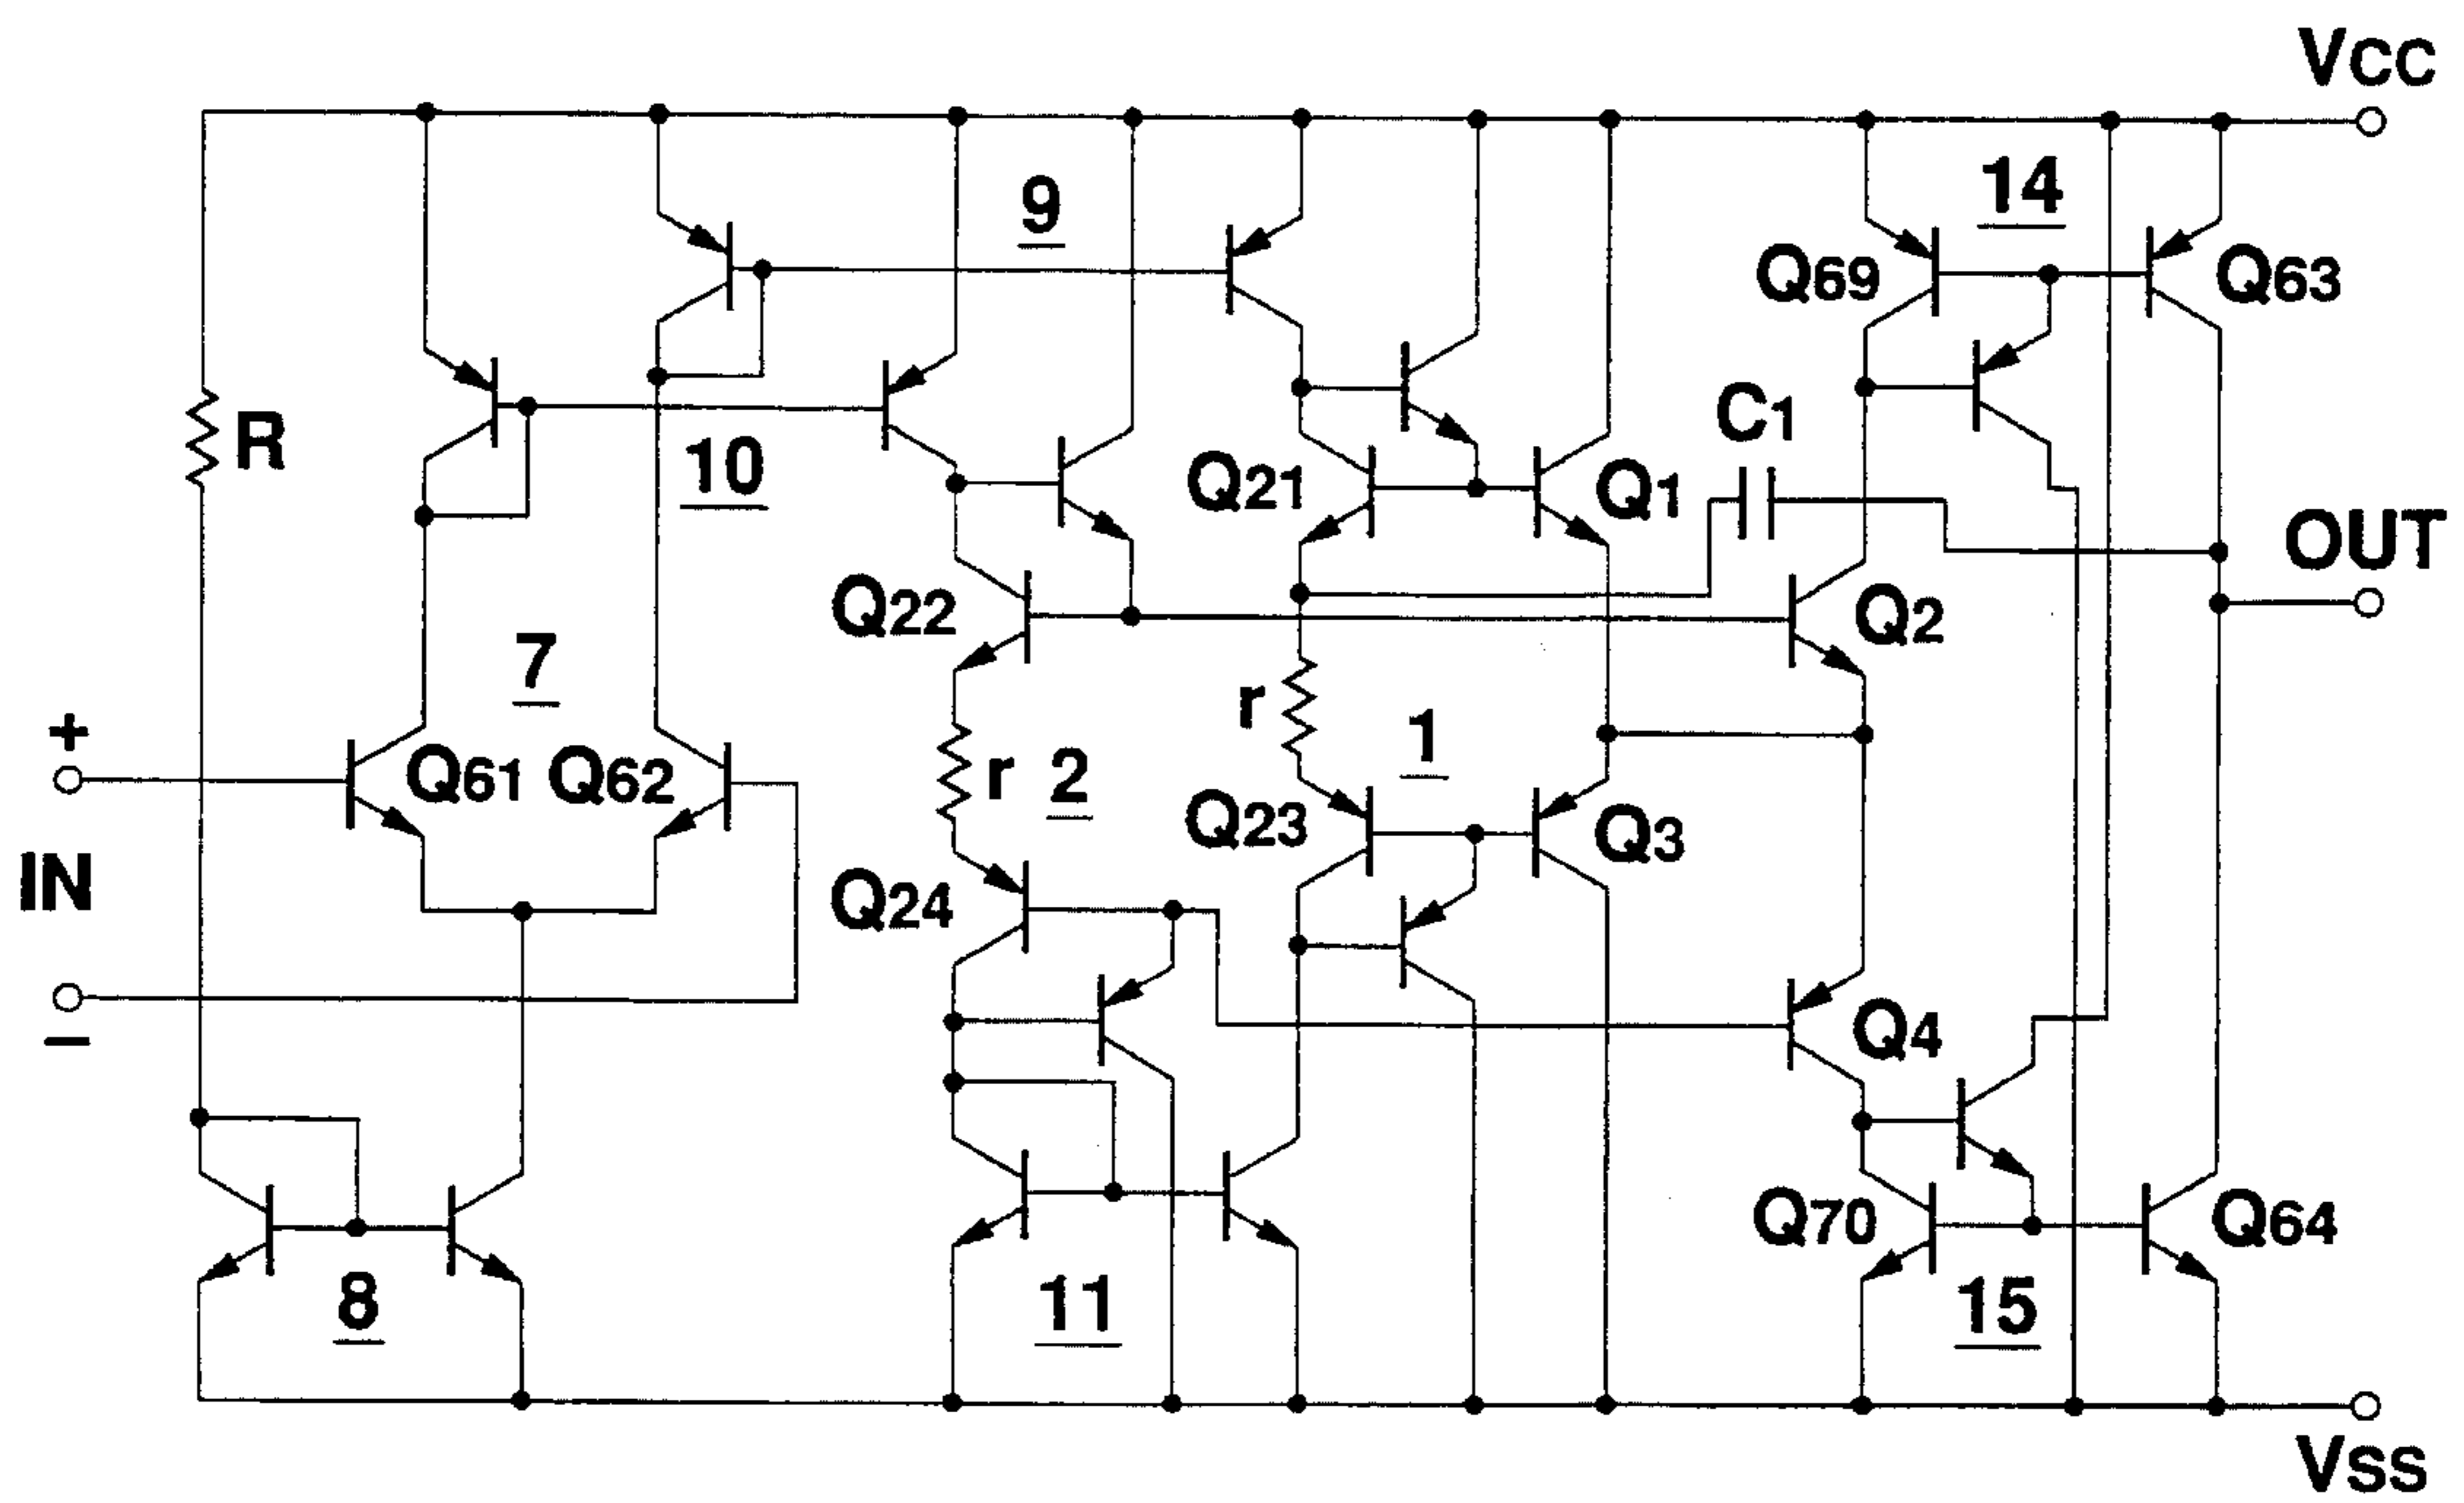 VCC
9
14
Q69
Q63
R
C1
10
Q21
Q1
OUT
Q22
Q2
7
r
1
+
Q61
Q62
r
2
Q23
Q3
IN
Q24
−
Q4
Q70
Q64
8
11
15
VSS